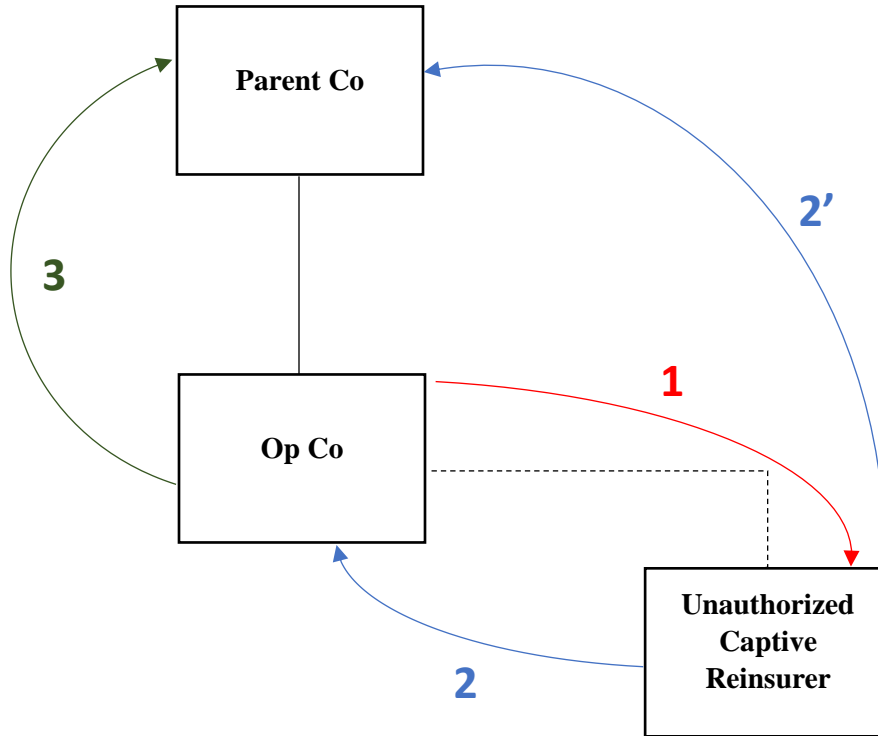 Parent Co
2’
3
1
Op Co
Unauthorized
Captive
Reinsurer
2